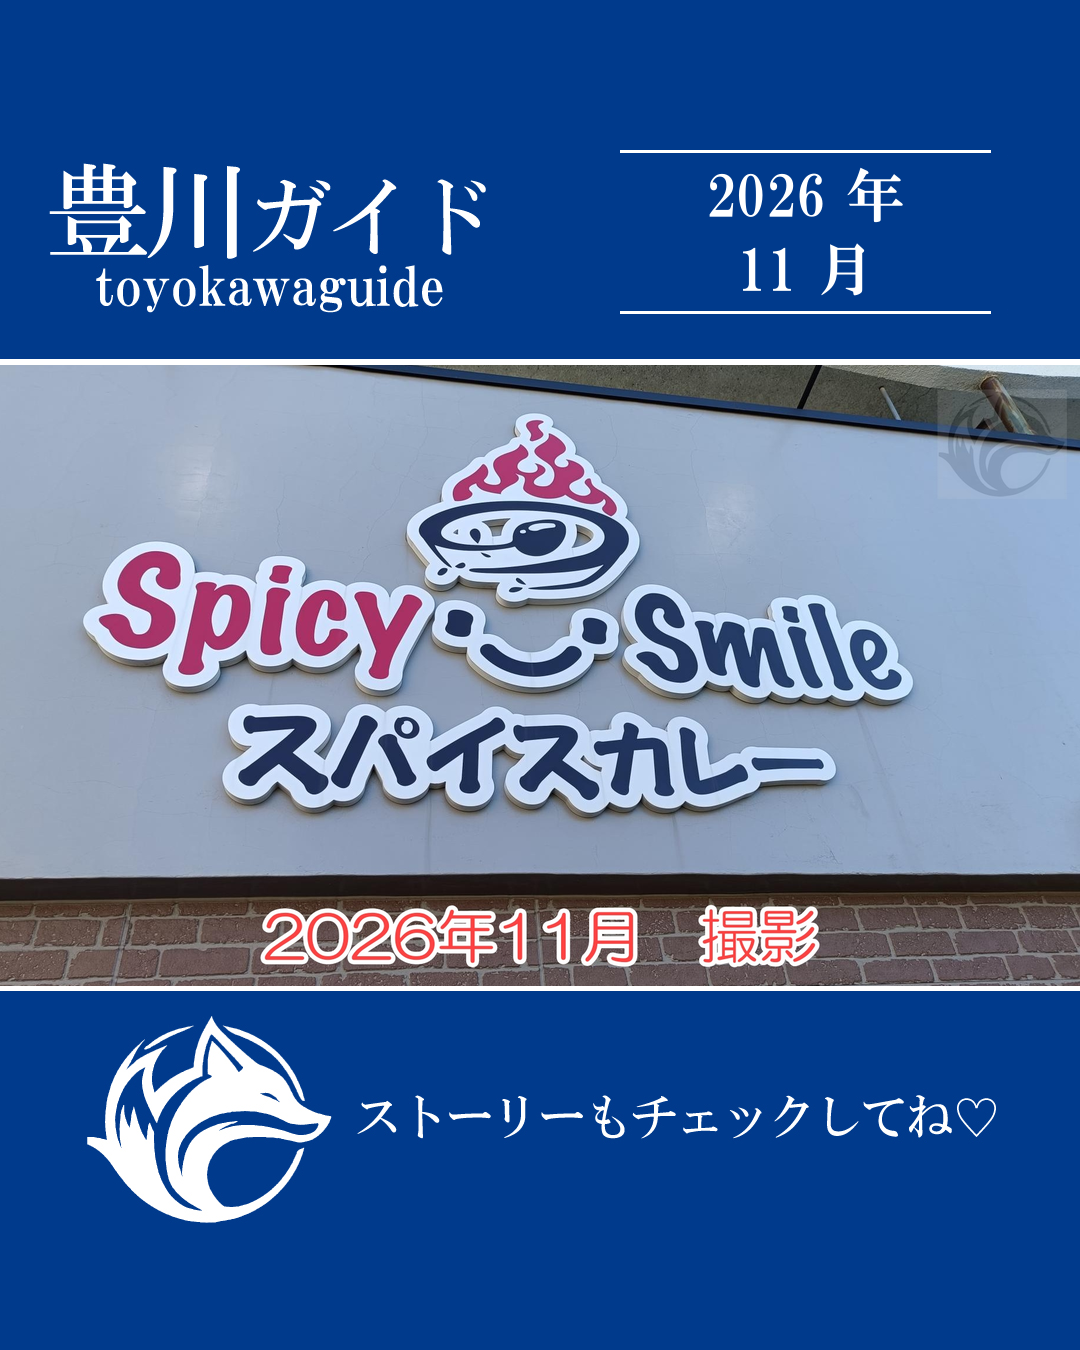 豊川ガイド
toyokawaguide
2026 年
11 月
Spicy Smile
スパイスカレー
2026年11月　撮影
ストーリーもチェックしてね♡